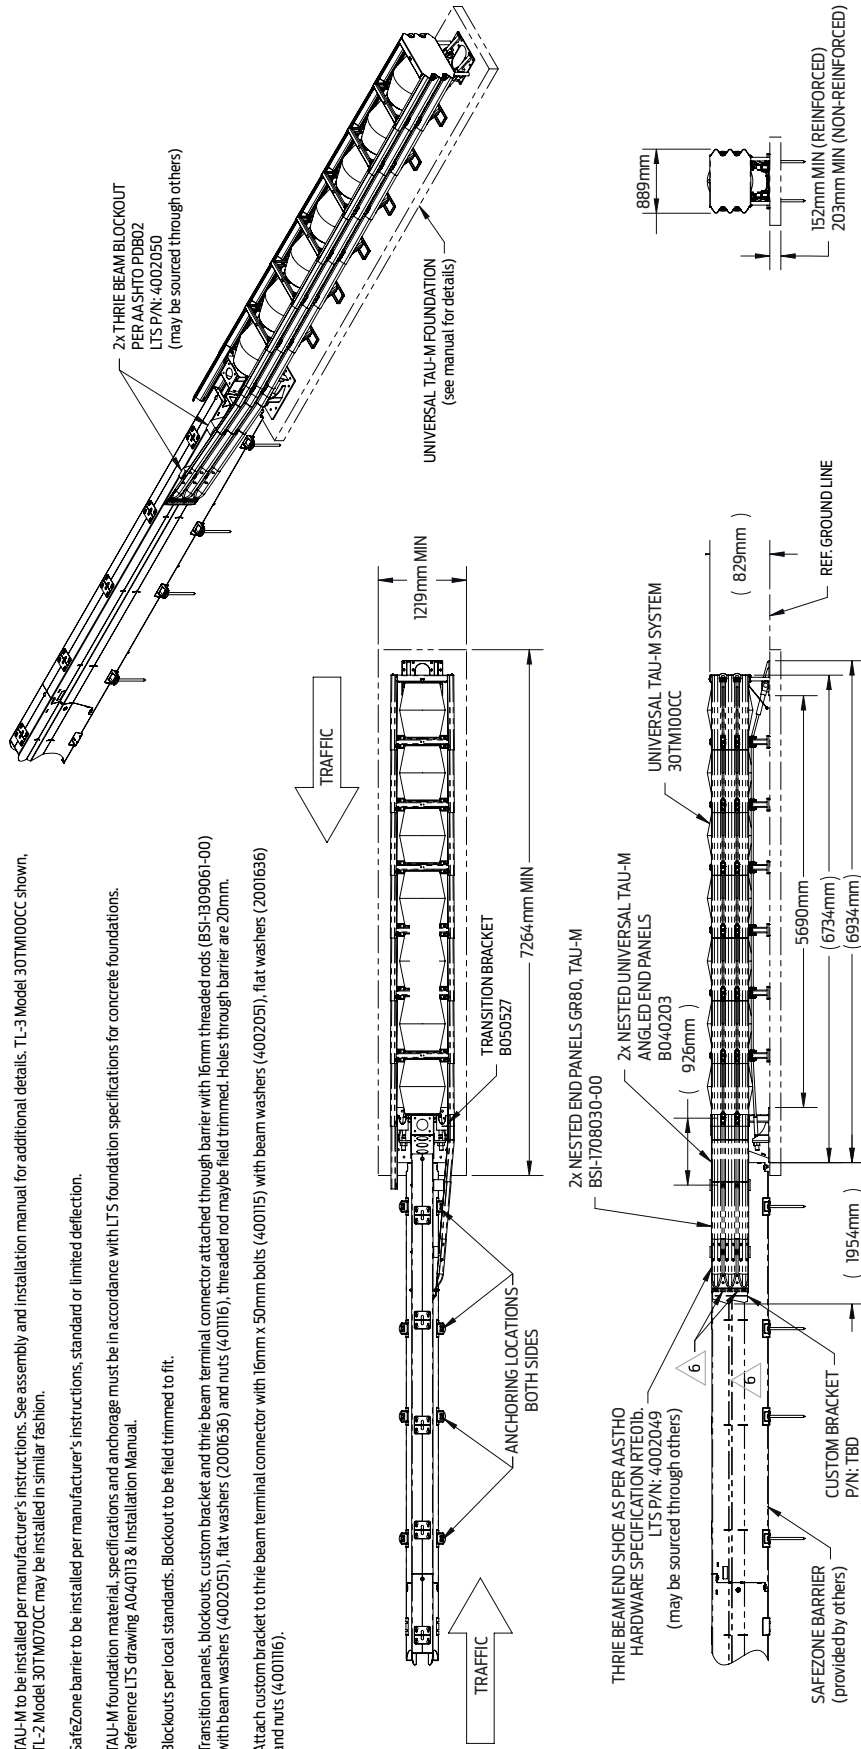 TAU-M to be installed per manufacturer's instructions. See assembly and installation manual for additional details. TL-3 Model 30TM100CC shown,
TL-2 Model 30TM070CC may be installed in similar fashion.
SafeZone barrier to be installed per manufacturer's instructions, standard or limited deflection.
TAU-M foundation material, specifications and anchorage must be in accordance with LTS foundation specifications for concrete foundations.
Reference LTS drawing A040113 & Installation Manual.
Blockouts per local standards. Blockout to be field trimmed to fit.
Transition panels, blockouts, custom bracket and thrie beam terminal connector attached through barrier with 16mm threaded rods (BSI-1309061-00)
with beam washers (4002051), flat washers (2001636) and nuts (401116), threaded rod maybe field trimmed. Holes through barrier are 20mm.
Attach custom bracket to thrie beam terminal connector with 16mm x 50mm bolts (400115) with beam washers (4002051), flat washers (2001636)
and nuts (4001116).
2x THRIE BEAM BLOCKOUT
PER AASHTO PDB02
LTS P/N: 4002050
(may be sourced through others)
UNIVERSAL TAU-M FOUNDATION
(see manual for details)
TRAFFIC
1219mm MIN
7264mm MIN
TRANSITION BRACKET
B050527
ANCHORING LOCATIONS
BOTH SIDES
TRAFFIC
889mm
152mm MIN (REINFORCED)
203mm MIN (NON-REINFORCED)
THRIE BEAM END SHOE AS PER AASTHO
HARDWARE SPECIFICATION RTE01b.
LTS P/N: 4002049
(may be sourced through others)
2x NESTED END PANELS GR80, TAU-M
BSI-1708030-00
2x NESTED UNIVERSAL TAU-M
ANGLED END PANELS
B040203
UNIVERSAL TAU-M SYSTEM
30TM100CC
( 926mm )
( 829mm )
REF. GROUND LINE
5690mm
( 6734mm )
( 6934mm )
( 1954mm )
6
6
CUSTOM BRACKET
P/N: TBD
SAFEZONE BARRIER
(provided by others)